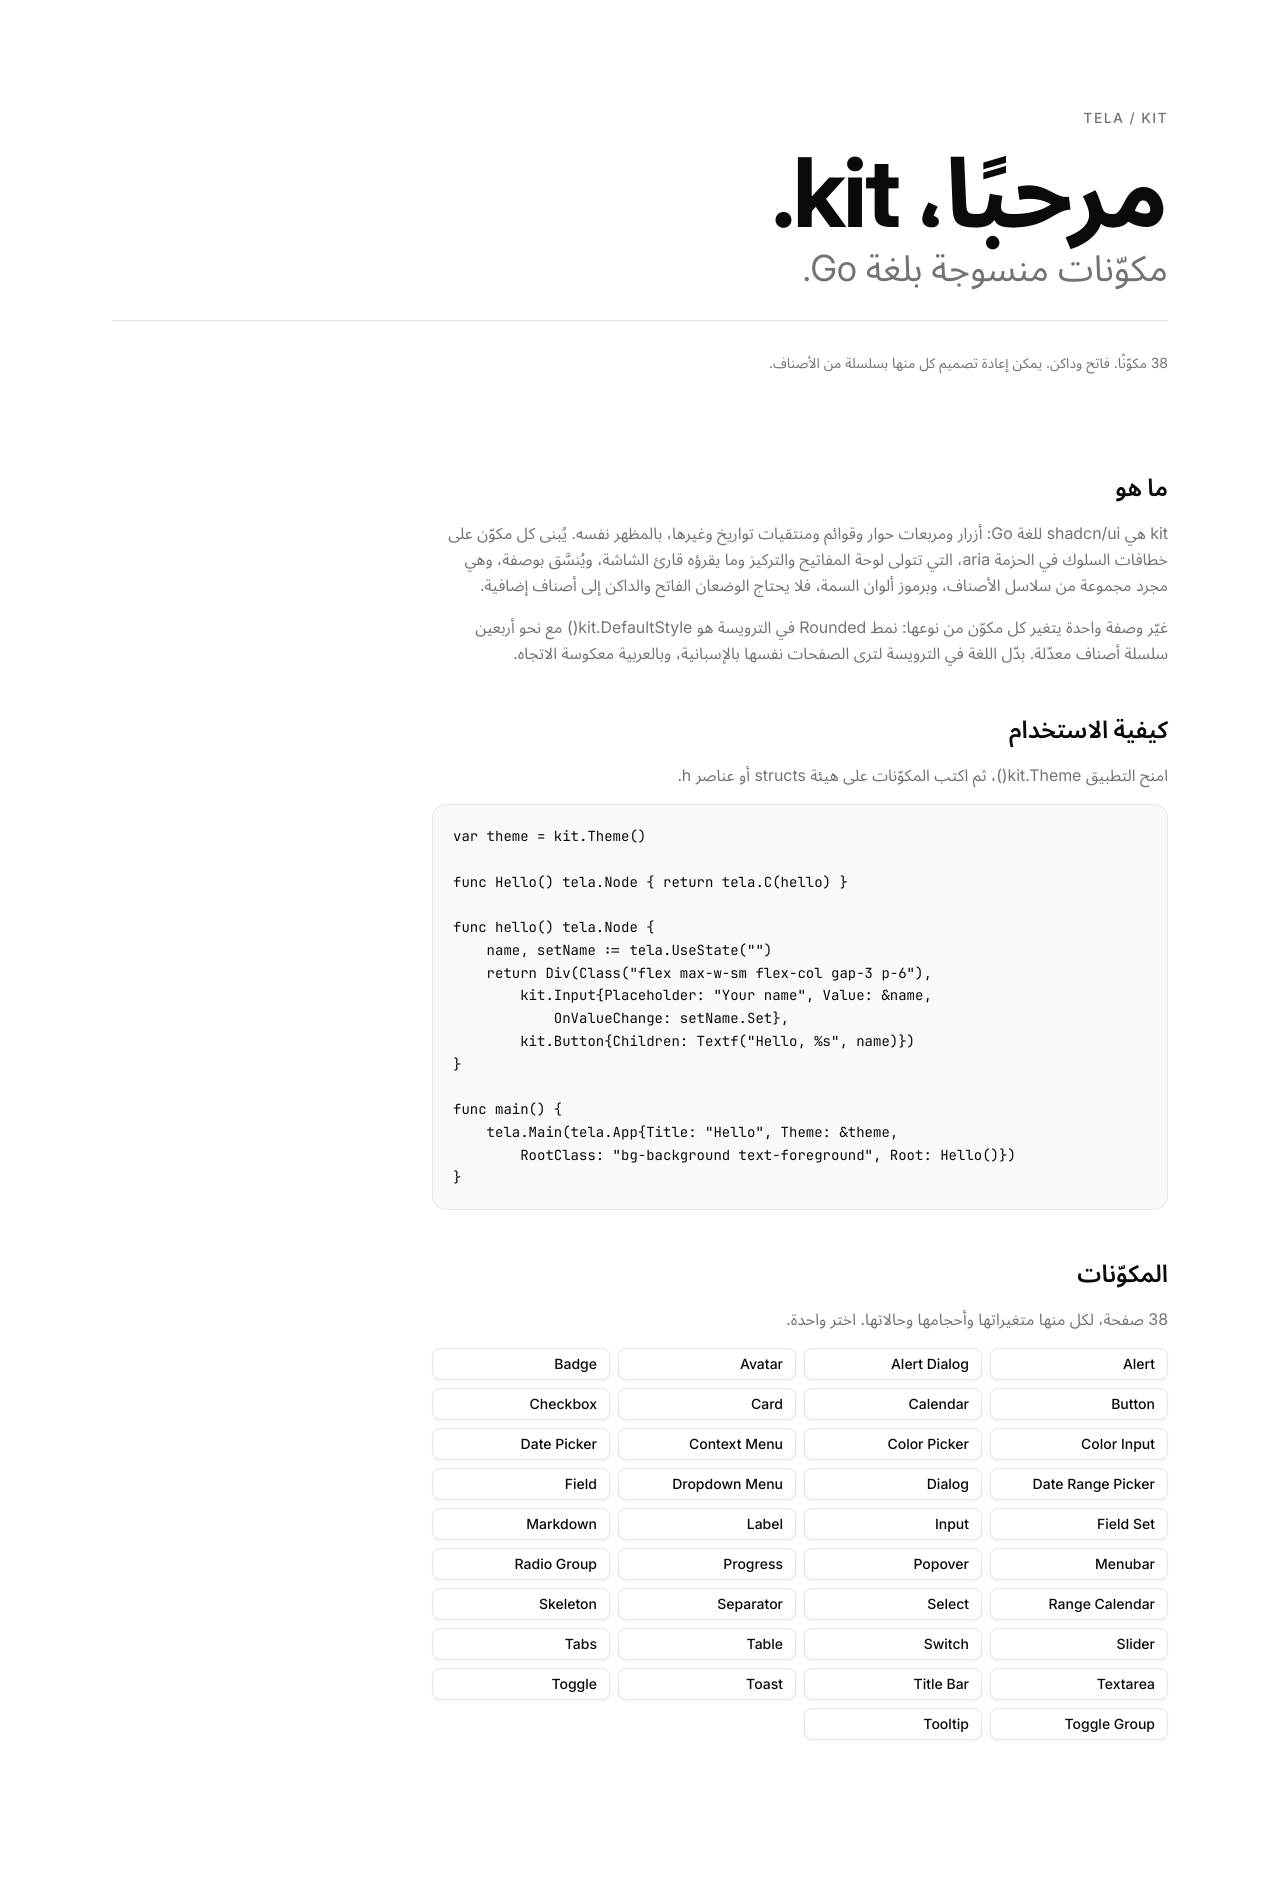 TELA / KIT
مرحبًا، kit.
مكوّنات منسوجة بلغة Go.
38 مكوّنًا. فاتح وداكن. يمكن إعادة تصميم كل منها بسلسلة من الأصناف.
ما هو
kit هي shadcn/ui للغة Go: أزرار ومربعات حوار وقوائم ومنتقيات تواريخ وغيرها، بالمظهر نفسه. يُبنى كل مكوّن على
خطافات السلوك في الحزمة aria، التي تتولى لوحة المفاتيح والتركيز وما يقرؤه قارئ الشاشة، ويُنسَّق بوصفة، وهي
مجرد مجموعة من سلاسل الأصناف، وبرموز ألوان السمة، فلا يحتاج الوضعان الفاتح والداكن إلى أصناف إضافية.
غيّر وصفة واحدة يتغير كل مكوّن من نوعها: نمط Rounded في الترويسة هو kit.DefaultStyle() مع نحو أربعين
سلسلة أصناف معدّلة. بدّل اللغة في الترويسة لترى الصفحات نفسها بالإسبانية، وبالعربية معكوسة الاتجاه.
كيفية الاستخدام
امنح التطبيق kit.Theme()، ثم اكتب المكوّنات على هيئة structs أو عناصر h.
var theme = kit.Theme()
func Hello() tela.Node { return tela.C(hello) }
func hello() tela.Node {
    name, setName := tela.UseState("")
    return Div(Class("flex max-w-sm flex-col gap-3 p-6"),
        kit.Input{Placeholder: "Your name", Value: &name,
            OnValueChange: setName.Set},
        kit.Button{Children: Textf("Hello, %s", name)})
}
func main() {
    tela.Main(tela.App{Title: "Hello", Theme: &theme,
        RootClass: "bg-background text-foreground", Root: Hello()})
}
المكوّنات
38 صفحة، لكل منها متغيراتها وأحجامها وحالاتها. اختر واحدة.
Alert
Alert Dialog
Avatar
Badge
Button
Calendar
Card
Checkbox
Color Input
Color Picker
Context Menu
Date Picker
Date Range Picker
Dialog
Dropdown Menu
Field
Field Set
Input
Label
Markdown
Menubar
Popover
Progress
Radio Group
Range Calendar
Select
Separator
Skeleton
Slider
Switch
Table
Tabs
Textarea
Title Bar
Toast
Toggle
Toggle Group
Tooltip